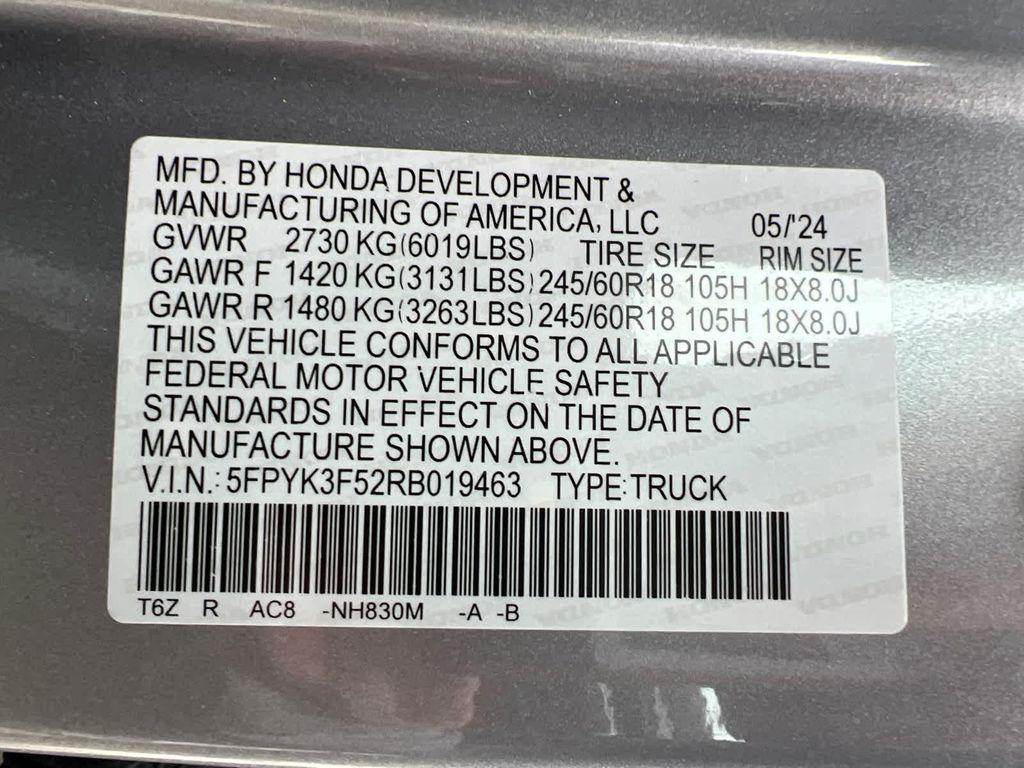 MFD. BY HONDA DEVELOPMENT &
MANUFACTURING OF AMERICA, LLC 05/'24
GVWR 2730 KG(6019LBS) TIRE SIZE RIM SIZE
GAWR F 1420 KG(3131LBS) 245/60R18 105H 18X8.0J
GAWR R 1480 KG(3263LBS) 245/60R18 105H 18X8.0J
THIS VEHICLE CONFORMS TO ALL APPLICABLE
FEDERAL MOTOR VEHICLE SAFETY
STANDARDS IN EFFECT ON THE DATE OF
MANUFACTURE SHOWN ABOVE.
V.I.N.: 5FPYK3F52RB019463 TYPE: TRUCK
T6Z R AC8 -NH830M -A -B